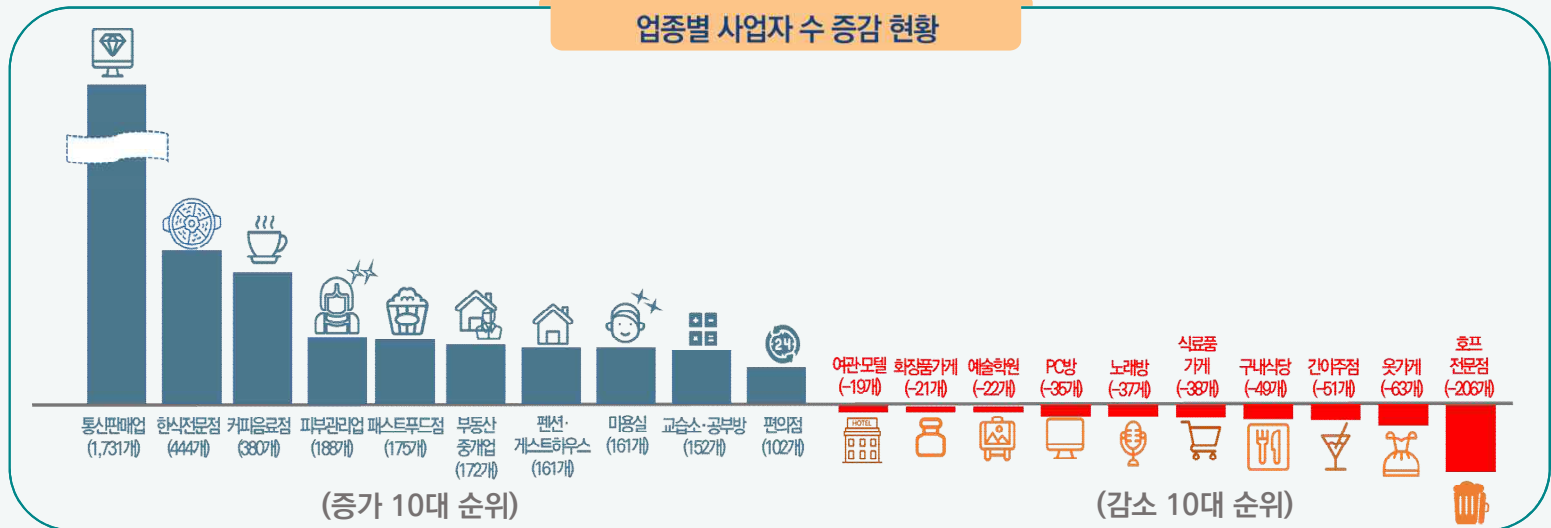 업종별 사업자 수 증감 현황
통신판매업
(1,731개)
한식전문점
(444개)
커피음료점
(380개)
피부관리업
(188개)
패스트푸드점
(175개)
부동산
중개업
(172개)
펜션·
게스트하우스
(161개)
미용실
(161개)
교습소·공부방
(152개)
24
편의점
(102개)
여관·모텔
(-19개)
HOTEL
화장품가게
(-21개)
예술학원
(-22개)
PC방
(-35개)
노래방
(-37개)
식료품
가게
(-38개)
구내식당
(-49개)
간이주점
(-51개)
옷가게
(-63개)
호프
전문점
(-206개)
(증가 10대 순위)
(감소 10대 순위)